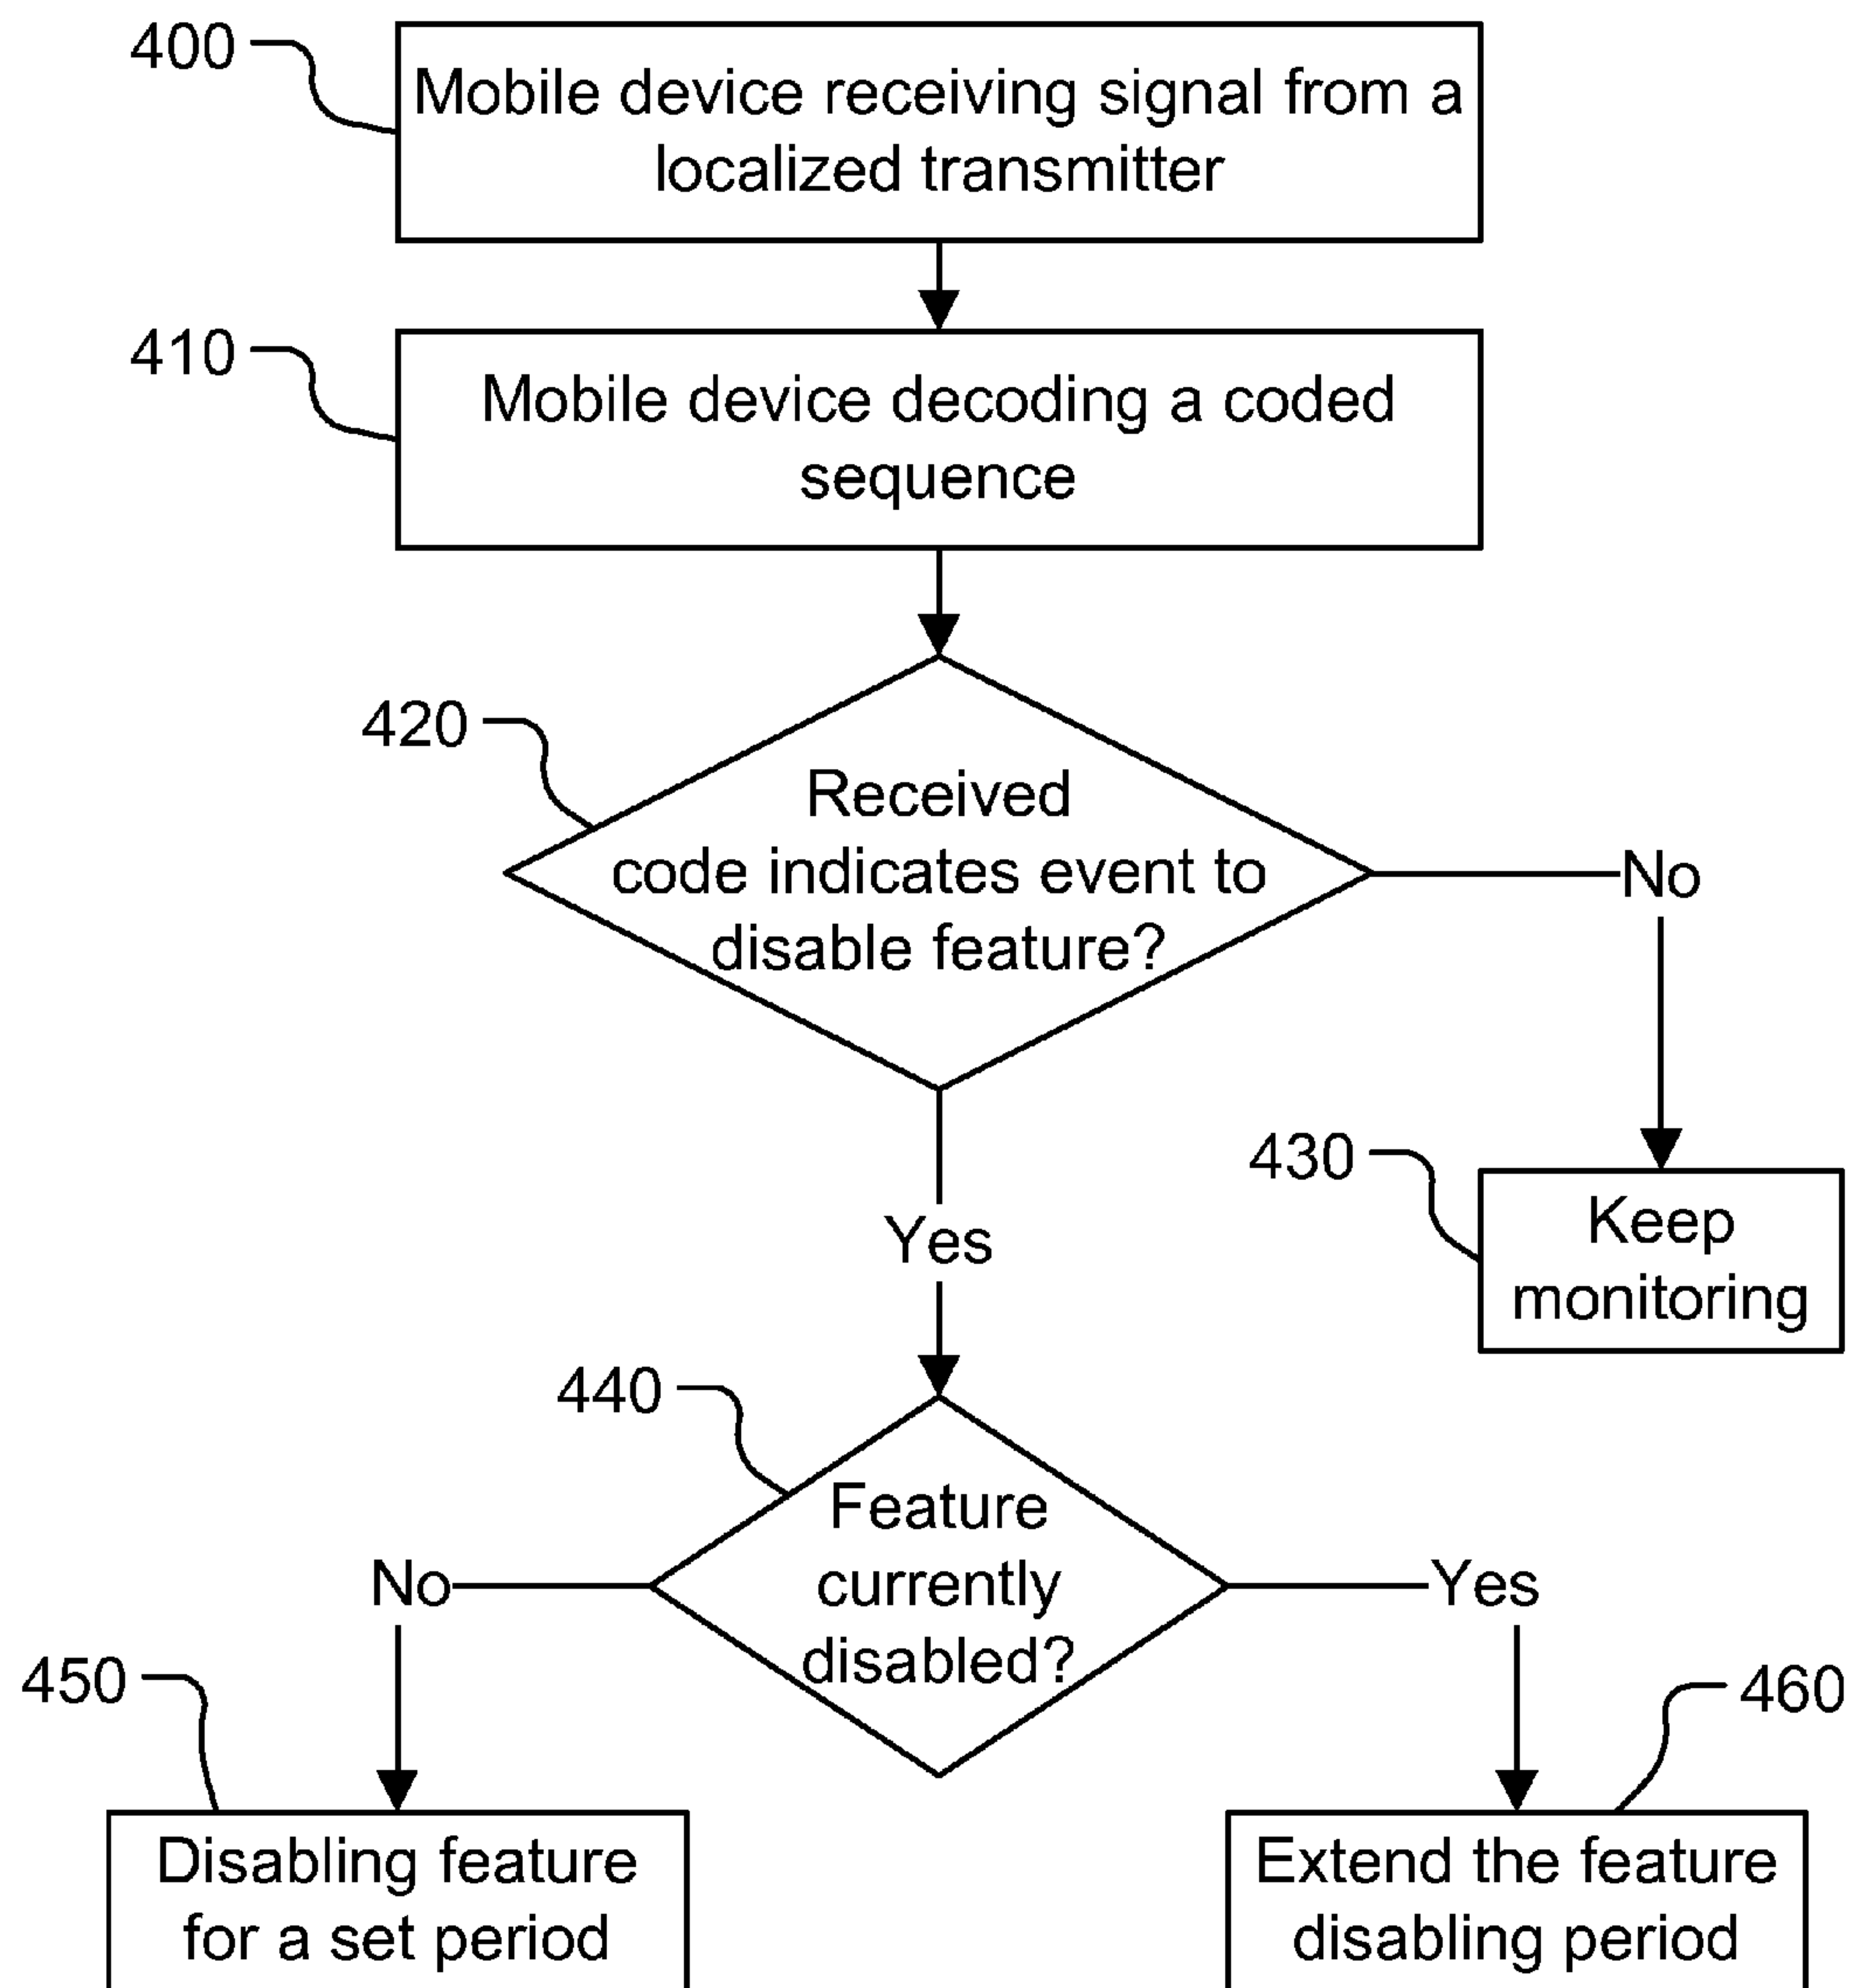 400
Mobile device receiving signal from a
localized transmitter
410
Mobile device decoding a coded
sequence
420
Received
code indicates event to
disable feature?
No
430
Keep
monitoring
Yes
440
Feature
currently
disabled?
No
Yes
450
Disabling feature
for a set period
460
Extend the feature
disabling period